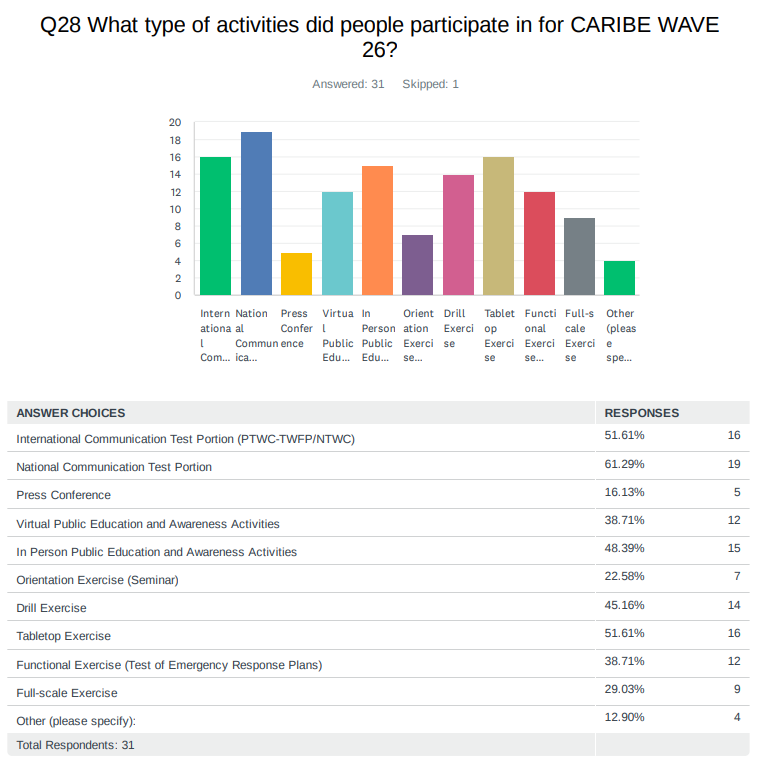 Q28 What type of activities did people participate in for CARIBE WAVE
26?
Answered: 31 Skipped: 1
20
18
16
14
12
10
8
6
4
2
0
Intern Nation Press Virtua In Orient Drill Tablet Functi Full-s Other
ationa al Confer l Person ation Exerci op onal cale (pleas
l Commun ence Public Public Exerci se Exerci Exerci Exerci e
Com... ica... Edu... Edu... se... se se... se spe...
ANSWER CHOICES RESPONSES
International Communication Test Portion (PTWC-TWFP/NTWC) 51.61% 16
National Communication Test Portion 61.29% 19
Press Conference 16.13% 5
Virtual Public Education and Awareness Activities 38.71% 12
In Person Public Education and Awareness Activities 48.39% 15
Orientation Exercise (Seminar) 22.58% 7
Drill Exercise 45.16% 14
Tabletop Exercise 51.61% 16
Functional Exercise (Test of Emergency Response Plans) 38.71% 12
Full-scale Exercise 29.03% 9
Other (please specify): 12.90% 4
Total Respondents: 31